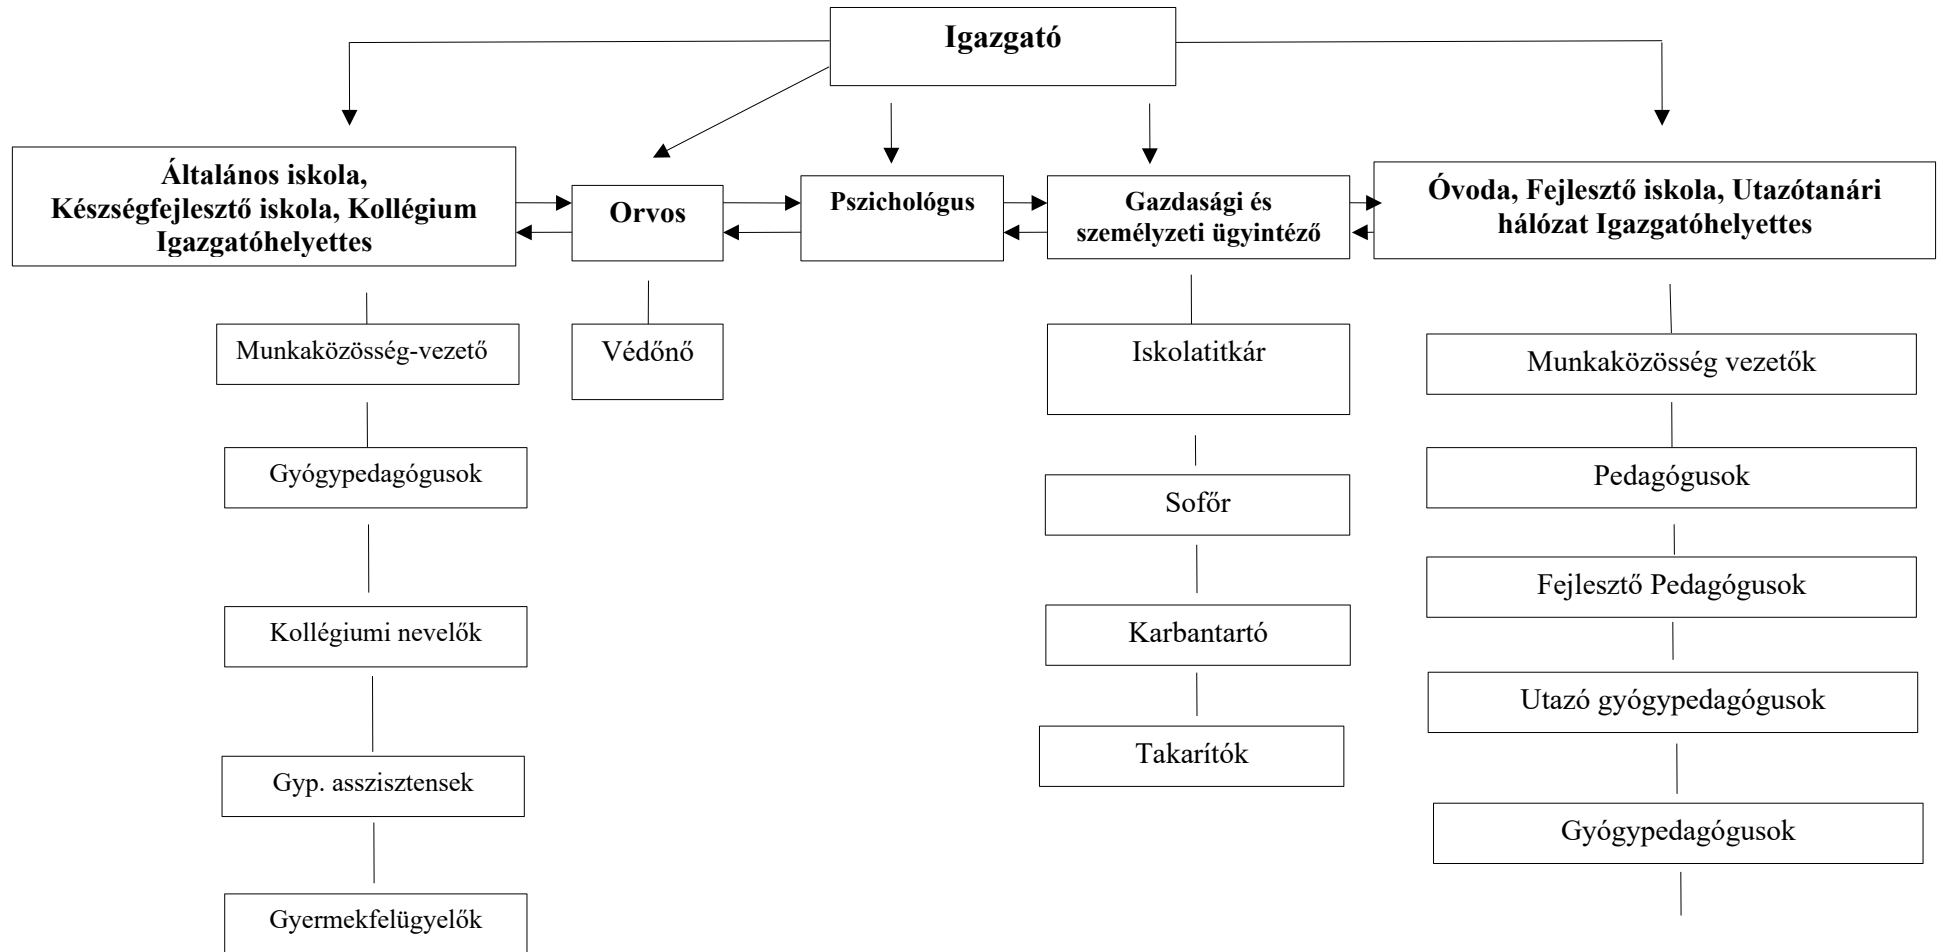 Igazgató
Általános iskola,
Készségfejlesztő iskola, Kollégium
Igazgatóhelyettes
Orvos
Pszichológus
Gazdasági és
személyzeti ügyintéző
Óvoda, Fejlesztő iskola, Utazótanári
hálózat Igazgatóhelyettes
Munkaközösség-vezető
Védőnő
Iskolatitkár
Munkaközösség vezetők
Gyógypedagógusok
Sofőr
Pedagógusok
Fejlesztő Pedagógusok
Kollégiumi nevelők
Karbantartó
Utazó gyógypedagógusok
Gyp. asszisztensek
Takarítók
Gyógypedagógusok
Gyermekfelügyelők